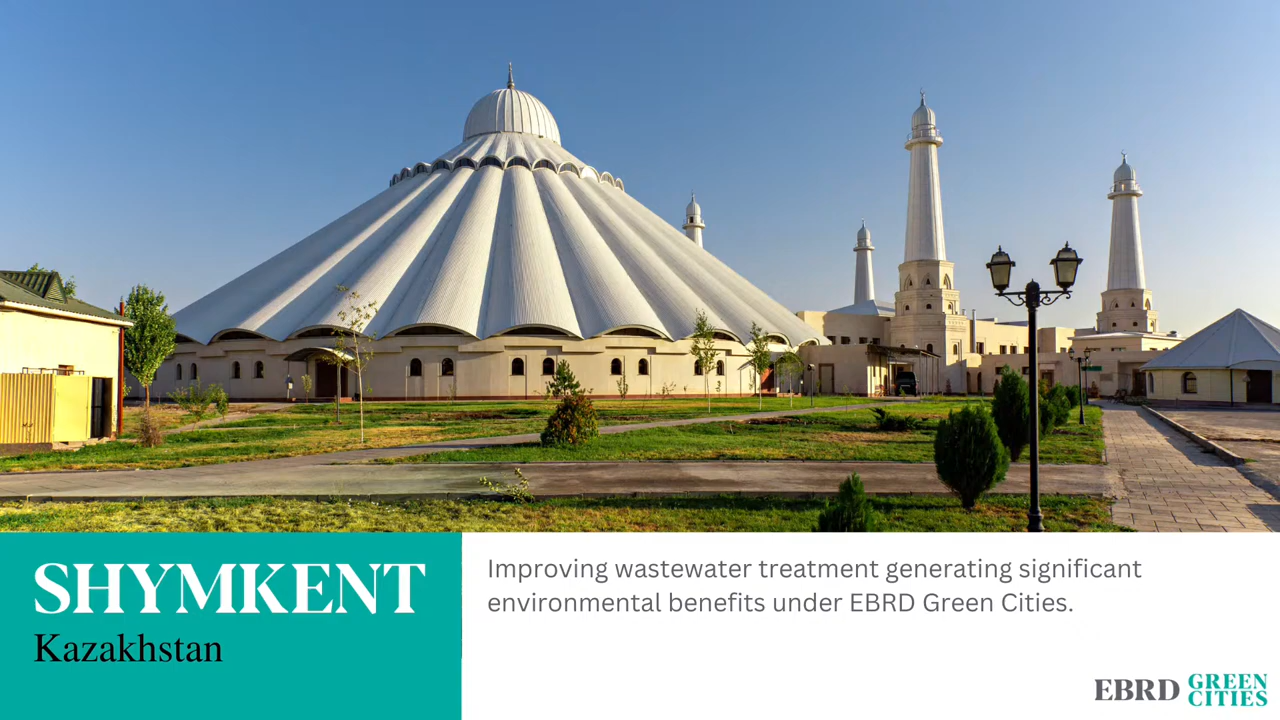 SHYMKENT
Kazakhstan
Improving wastewater treatment generating significant
environmental benefits under EBRD Green Cities.
EBRD GREEN
CITIES